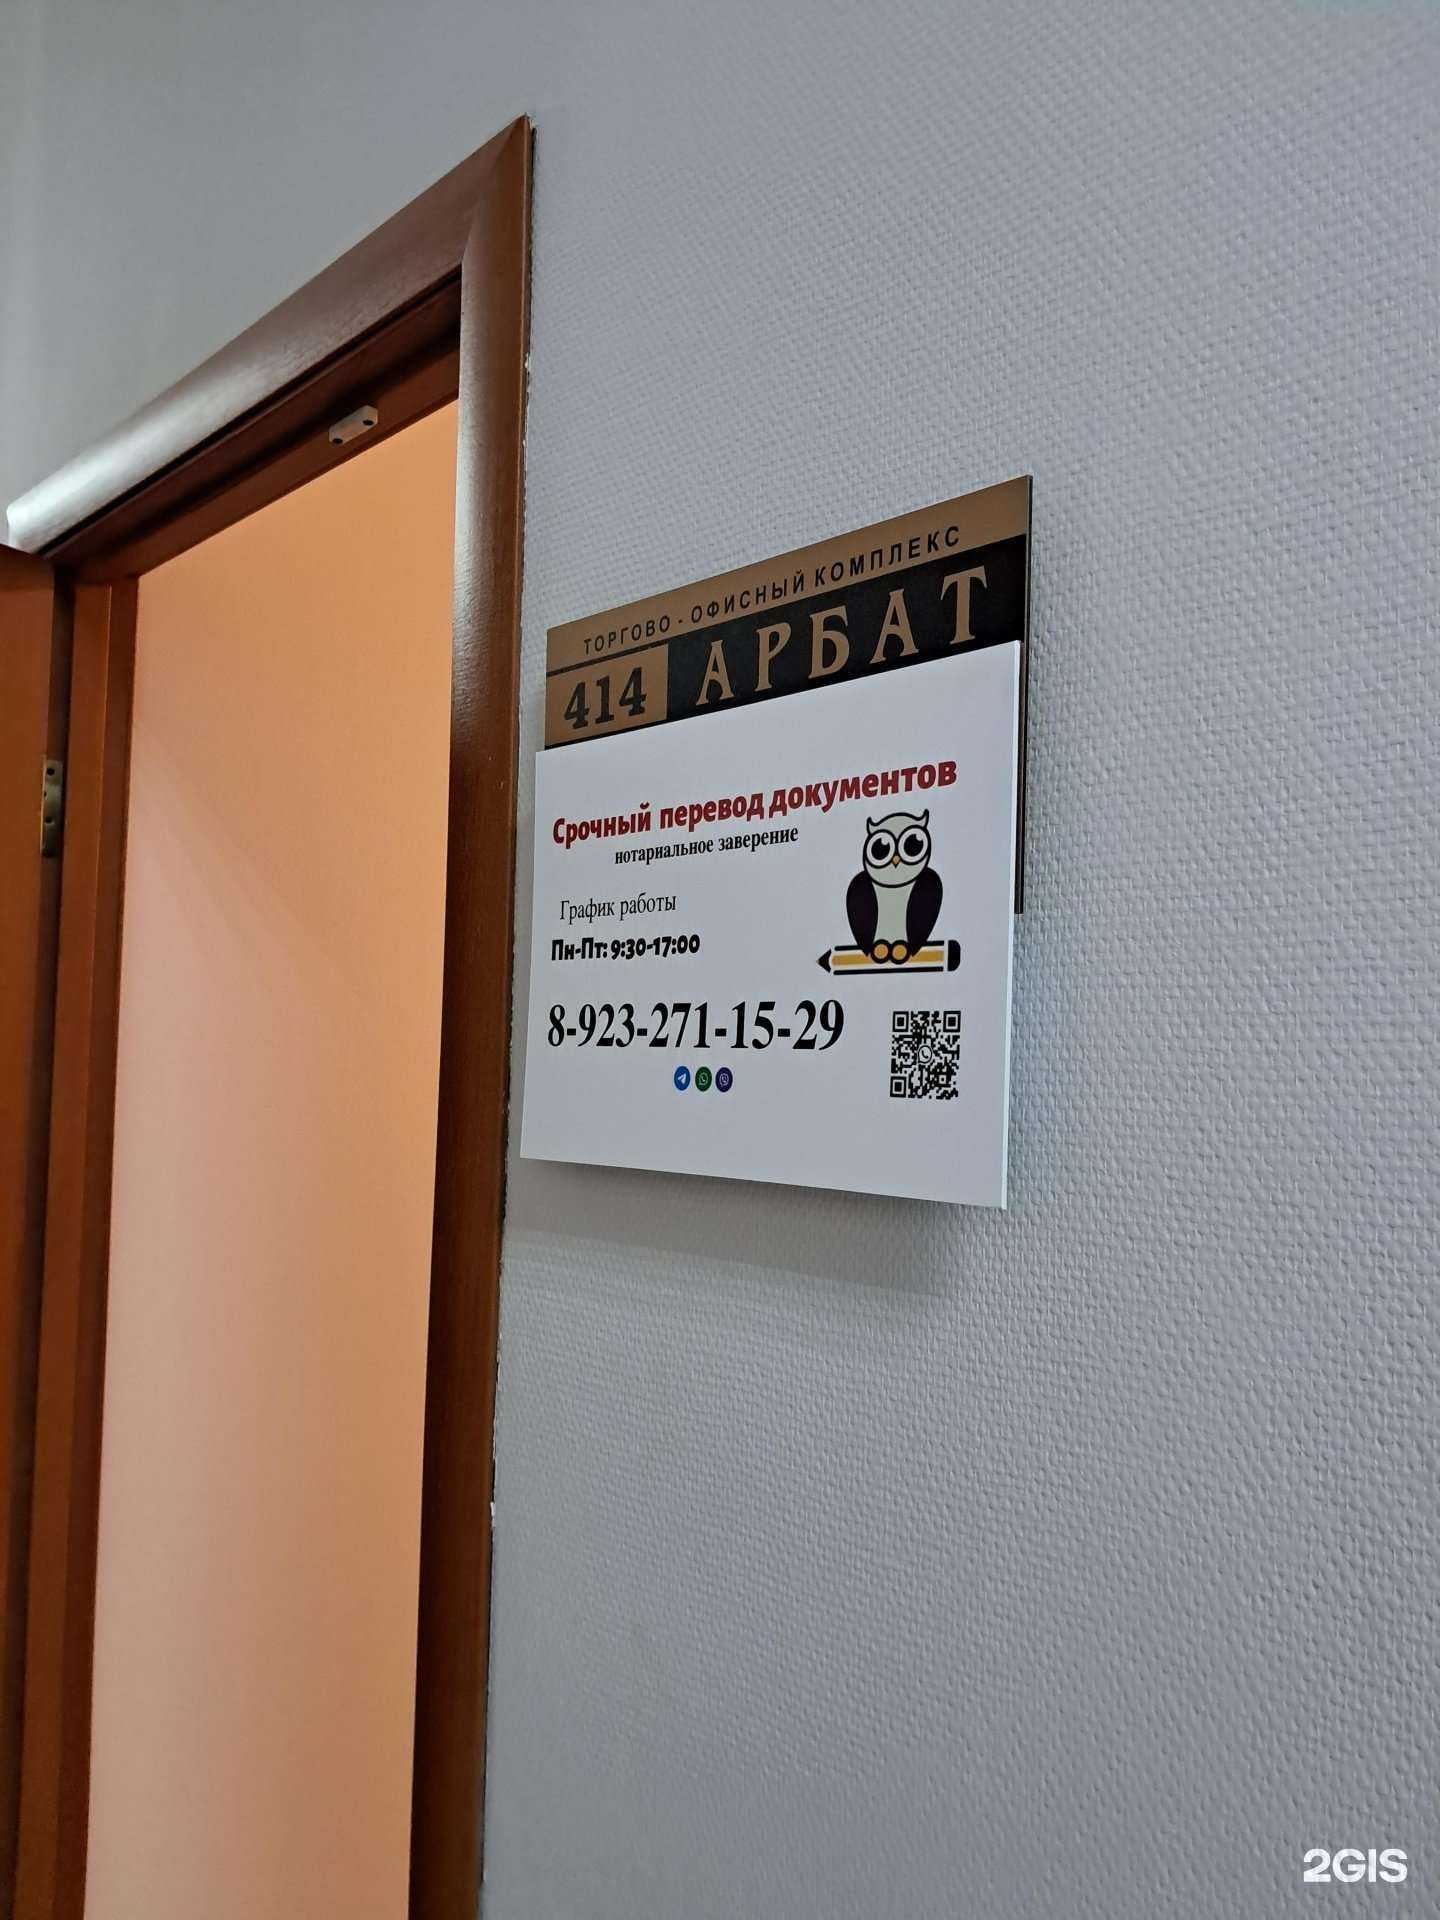 ТОРГОВО - ОФИСНЫЙ КОМПЛЕКС
414 АРБАТ
Срочный перевод документов
нотариальное заверение
График работы
Пн-Пт: 9:30-17:00
8-923-271-15-29
2GIS